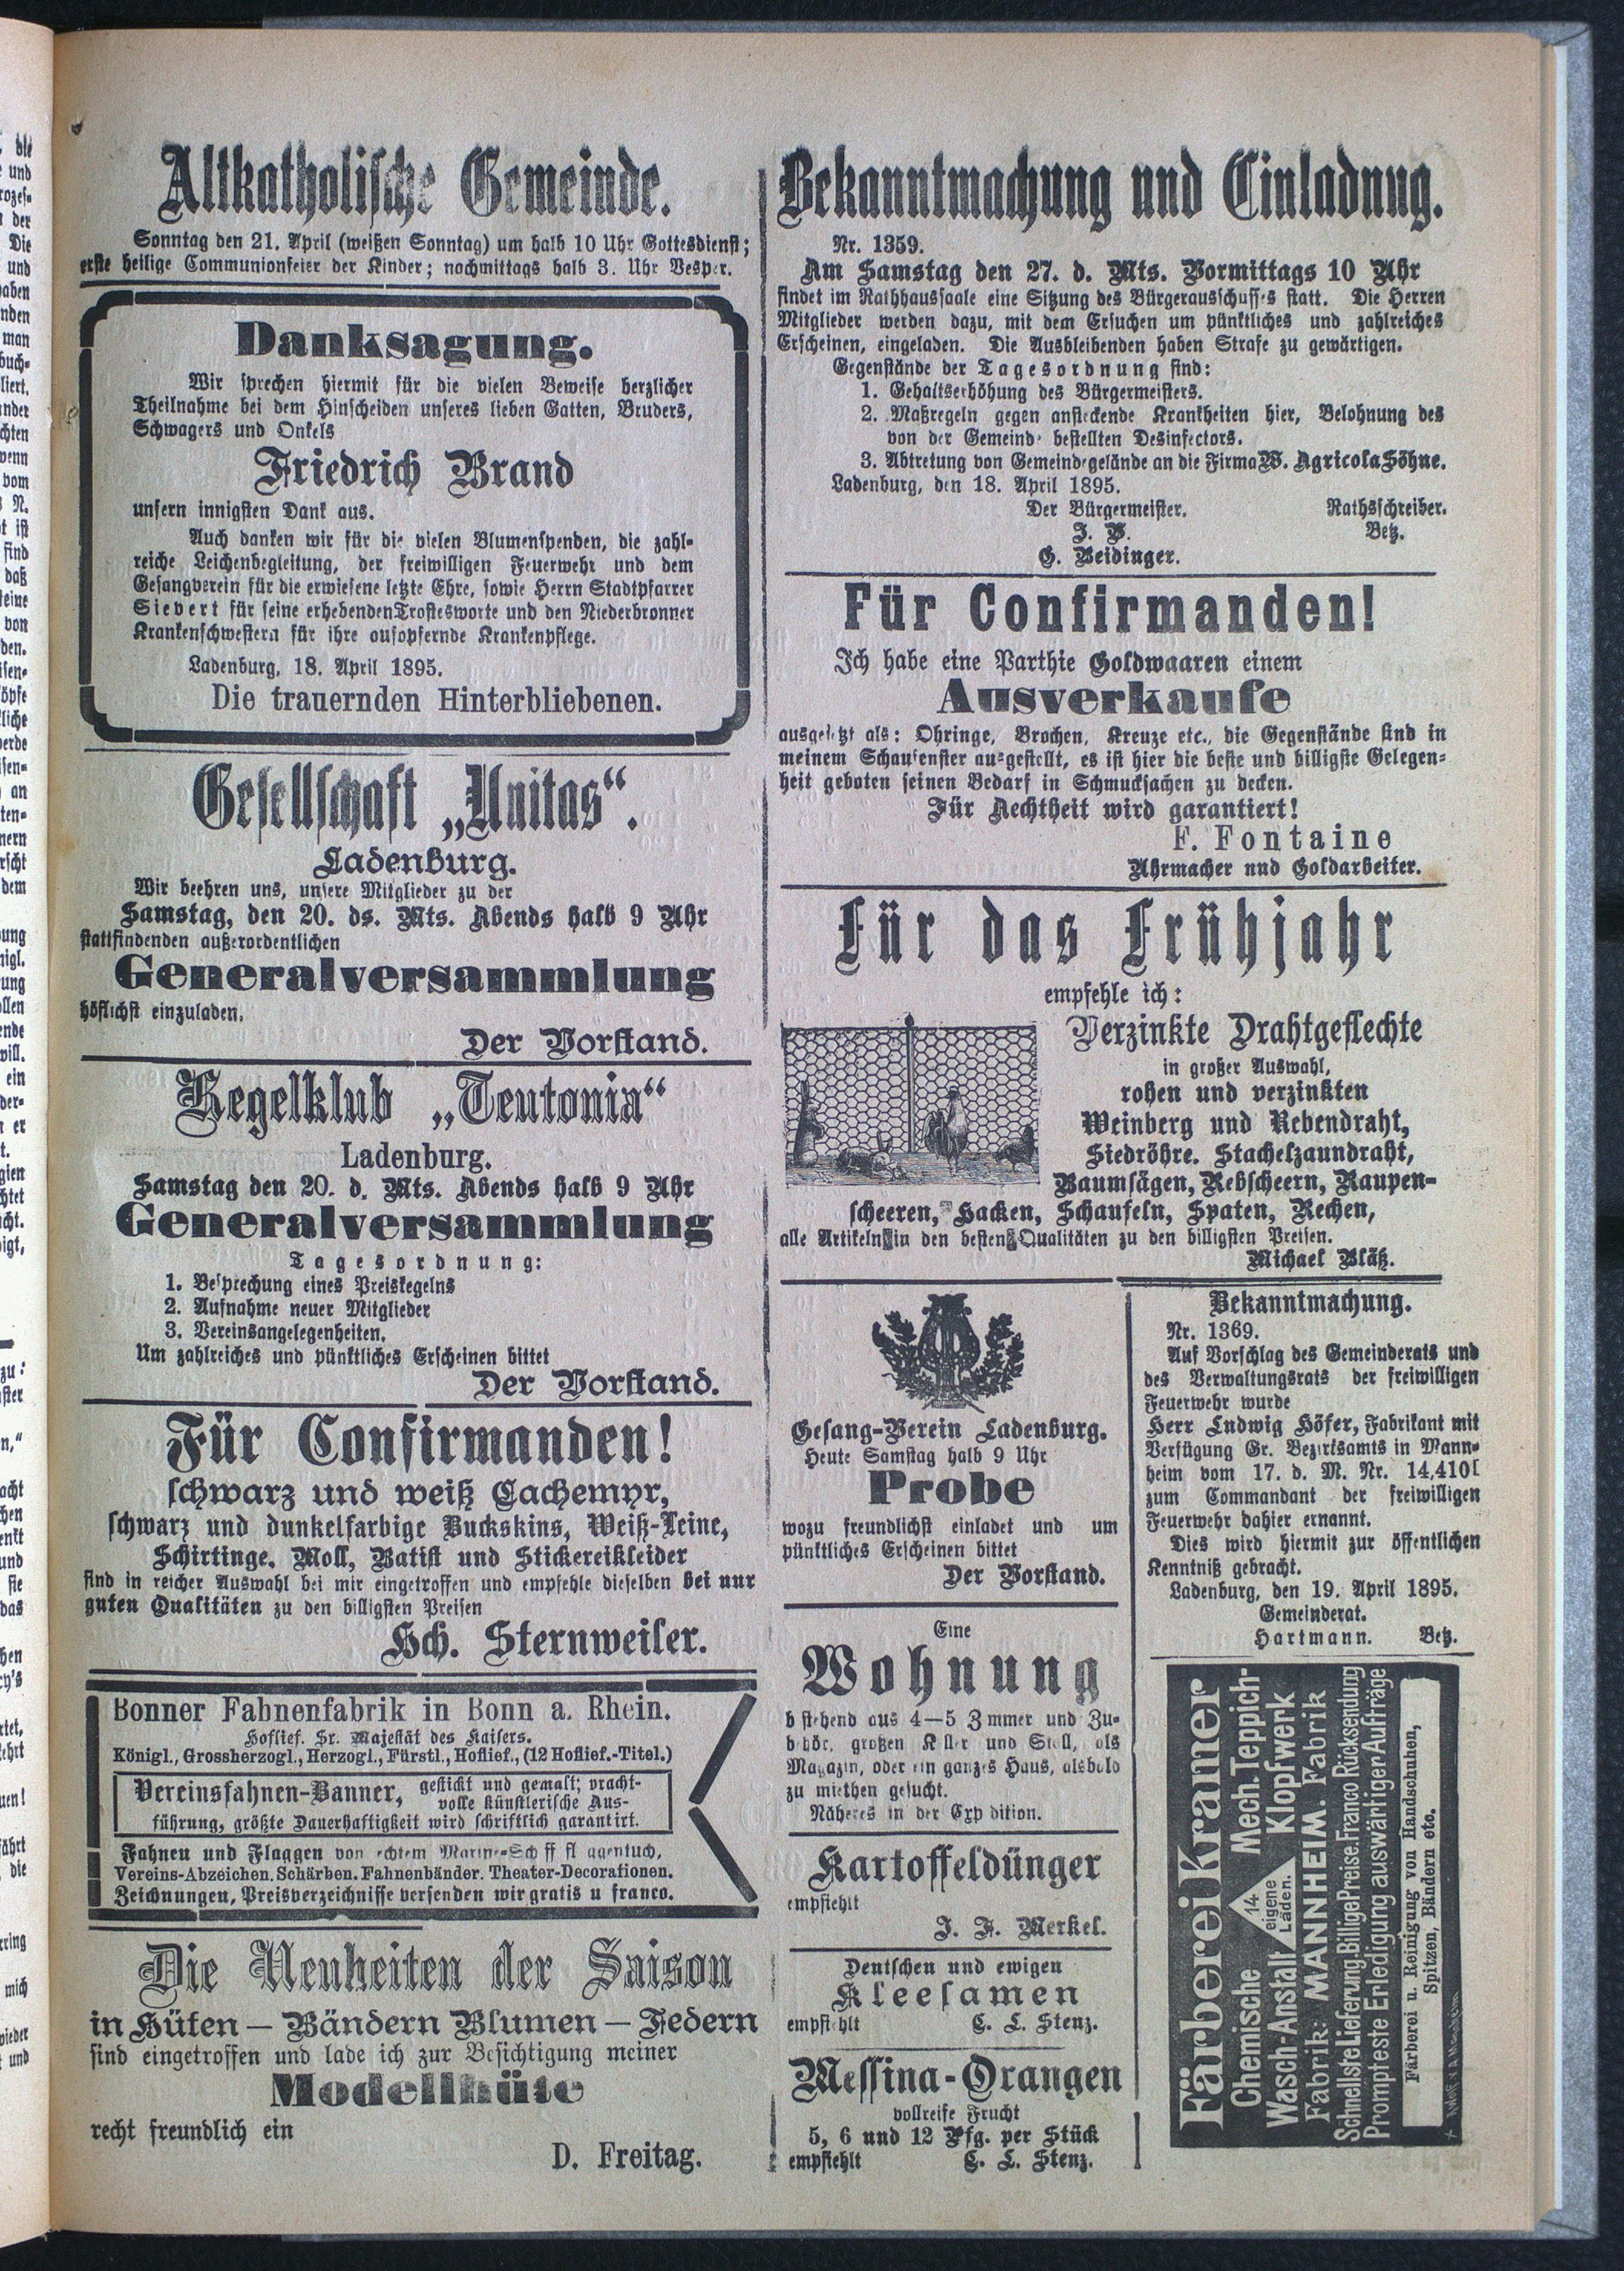 Altkatholische Gemeinde.
Sonntag den 21. April (weißen Sonntag) um halb 10 Uhr Gottesdienst;
erste heilige Communionfeier der Kinder; nachmittags halb 3. Uhr Vesper.
Danksagung.
Wir sprechen hiermit für die vielen Beweise herzlicher
Theilnahme bei dem Hinscheiden unseres lieben Gatten, Bruders,
Schwagers und Onkels
Friedrich Brand
unsern innigsten Dank aus.
Auch danken wir für die vielen Blumenspenden, die zahl-
reiche Leichenbegleitung, der freiwilligen Feuerwehr und dem
Gesangverein für die erwiesene letzte Ehre, sowie Herrn Stadtpfarrer
Sievert für seine erhebenden Trostesworte und den Niederbronner
Krankenschwestern für ihre aufopfernde Krankenpflege.
Ladenburg, 18. April 1895.
Die trauernden Hinterbliebenen.
Gesellschaft „Unitas“.
Ladenburg.
Wir beehren uns, unsere Mitglieder zu der
Samstag, den 20. ds. Mts. Abends halb 9 Uhr
stattfindenden außerordentlichen
Generalversammlung
höflichst einzuladen.
Der Vorstand.
Kegelklub „Teutonia“
Ladenburg.
Samstag den 20. d. Mts. Abends halb 9 Uhr
Generalversammlung
Tagesordnung:
1. Besprechung eines Preiskegelns
2. Aufnahme neuer Mitglieder
3. Vereinsangelegenheiten.
Um zahlreiches und pünktliches Erscheinen bittet
Der Vorstand.
Für Confirmanden!
schwarz und weiß Cachemyr,
schwarz und dunkelfarbige Buckskins, Weiß-Leine,
Schirtinge, Moll, Batist und Stickereikleider
sind in reicher Auswahl bei mir eingetroffen und empfehle dieselben bei nur
guten Qualitäten zu den billigsten Preisen
Hch. Sternweiler.
Bonner Fahnenfabrik in Bonn a. Rhein.
Hoflief. Sr. Majestät des Kaisers.
Königl., Grossherzogl., Herzogl., Fürstl., Hoflief., (12 Hoflief.-Titel.)
Vereinsfahnen-Banner, gestickt und gemalt; pracht-
volle künstlerische Aus-
führung, größte Dauerhaftigkeit wird schriftlich garantirt.
Fahnen und Flaggen von echtem Marine-Schiffflaggentuch,
Vereins-Abzeichen. Schärben. Fahnenbänder. Theater-Decorationen.
Zeichnungen, Preisverzeichnisse versenden wir gratis u franco.
Die Neuheiten der Saison
in Hüten — Bändern Blumen — Federn
sind eingetroffen und lade ich zur Besichtigung meiner
Modellhüte
recht freundlich ein
D. Freitag.
Bekanntmachung und Einladnug.
Nr. 1359.
Am Samstag den 27. d. Mts. Vormittags 10 Uhr
findet im Rathhaussaale eine Sitzung des Bürgerausschusses statt. Die Herren
Mitglieder werden dazu, mit dem Ersuchen um pünktliches und zahlreiches
Erscheinen, eingeladen. Die Ausbleibenden haben Strafe zu gewärtigen.
Gegenstände der Tagesordnung sind:
1. Gehaltserhöhung des Bürgermeisters.
2. Maßregeln gegen ansteckende Krankheiten hier, Belohnung des
von der Gemeinde bestellten Desinfectors.
3. Abtretung von Gemeindegelände an die Firma W. Agricola Söhne.
Ladenburg, den 18. April 1895.
Der Bürgermeister. Rathsschreiber.
J. V. Betz.
G. Beidinger.
Für Confirmanden!
Ich habe eine Parthie Goldwaaren einem
Ausverkaufe
ausgesetzt als: Ohringe, Brochen, Kreuze etc., die Gegenstände sind in
meinem Schaufenster ausgestellt, es ist hier die beste und billigste Gelegen-
heit geboten seinen Bedarf in Schmucksachen zu decken.
Für Aechtheit wird garantiert!
F. Fontaine
Uhrmacher und Goldarbeiter.
Für das Frühjahr
empfehle ich:
Verzinkte Drahtgeflechte
in großer Auswahl,
rohen und verzinkten
Weinberg und Rebendraht,
Siedröhre. Stachelzaundraht,
Baumsägen, Rebscheern, Raupen-
scheeren, Hacken, Schaufeln, Spaten, Rechen,
alle Artikeln in den besten Qualitäten zu den billigsten Preisen.
Michael Bläß.
Gesang-Verein Ladenburg.
Heute Samstag halb 9 Uhr
Probe
wozu freundlichst einladet und um
pünktliches Erscheinen bittet
Der Vorstand.
Eine
Wohnung
bestehend aus 4—5 Zimmer und Zu-
behör, großen Keller und Stall, als
Magazin, oder ein ganzes Haus, alsbald
zu miethen gesucht.
Näheres in der Expedition.
Kartoffeldünger
empfiehlt
J. F. Merkel.
Deutschen und ewigen
Kleesamen
empfiehlt C. L. Stenz.
Messina-Orangen
vollreife Frucht
5, 6 und 12 Pfg. per Stück
empfiehlt C. L. Stenz.
Bekanntmachung.
Nr. 1369.
Auf Vorschlag des Gemeinderats und
des Verwaltungsrats der freiwilligen
Feuerwehr wurde
Herr Ludwig Höfer, Fabrikant mit
Verfügung Gr. Bezirksamts in Mann-
heim vom 17. d. M. Nr. 14,410I
zum Commandant der freiwilligen
Feuerwehr dahier ernannt.
Dies wird hiermit zur öffentlichen
Kenntniß gebracht.
Ladenburg, den 19. April 1895.
Gemeinderat.
Hartmann. Betz.
Färberei Kramer
Chemische Mech. Teppich-
Wasch-Anstalt 14 eigene Läden. Klopfwerk
Fabrik: MANNHEIM. Fabrik
Schnellste Lieferung. Billige Preise. Franco Rücksendung
Prompteste Erledigung auswärtiger Aufträge
Färberei u. Reinigung von Handschuhen,
Spitzen, Bändern etc.